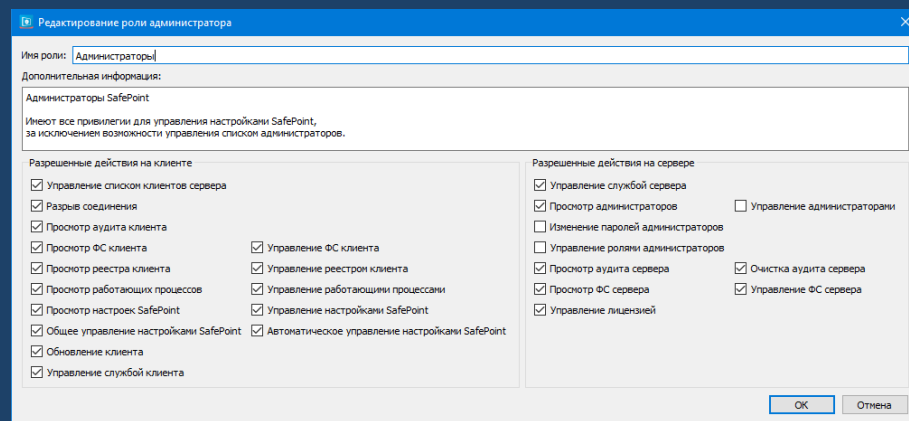 Редактирование роли администратора
Имя роли: Администраторы
Дополнительная информация:
Администраторы SafePoint
Имеют все привилегии для управления настройками SafePoint,
за исключением возможности управления списком администраторов.
Разрешенные действия на клиенте
Управление списком клиентов сервера
Разрыв соединения
Просмотр аудита клиента
Просмотр ФС клиента Управление ФС клиента
Просмотр реестра клиента Управление реестром клиента
Просмотр работающих процессов Управление работающими процессами
Просмотр настроек SafePoint Управление настройками SafePoint
Общее управление настройками SafePoint Автоматическое управление настройками SafePoint
Обновление клиента
Управление службой клиента
Разрешенные действия на сервере
Управление службой сервера
Просмотр администраторов Управление администраторами
Изменение паролей администраторов
Управление ролями администраторов
Просмотр аудита сервера Очистка аудита сервера
Просмотр ФС сервера Управление ФС сервера
Управление лицензией
OK Отмена